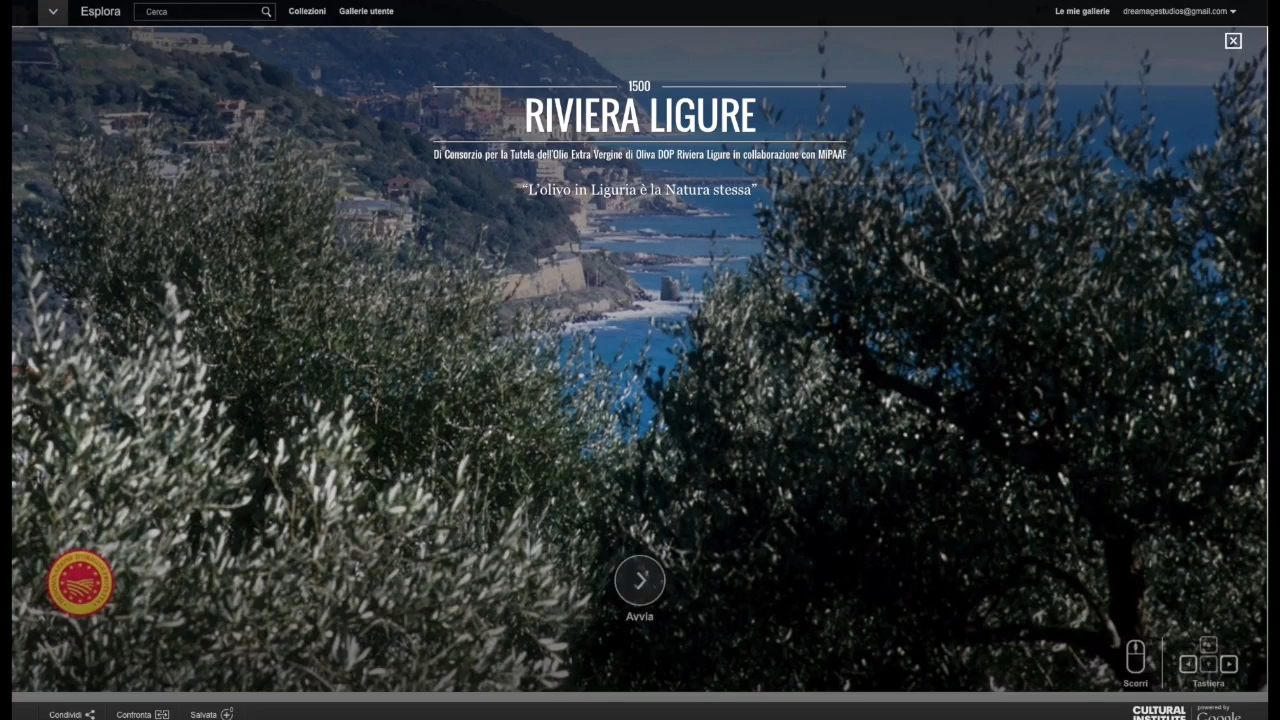 Esplora
Cerca
Collezioni
Gallerie utente
Le mie gallerie
dreamagestudios@gmail.com
1500
RIVIERA LIGURE
Di Consorzio per la Tutela dell'Olio Extra Vergine di Oliva DOP Riviera Ligure in collaborazione con MiPAAF
“L'olivo in Liguria è la Natura stessa”
Avvia
Scorri
Tastiera
Condividi
Confronta
Salvata
0
CULTURAL
INSTITUTE
powered by
Google